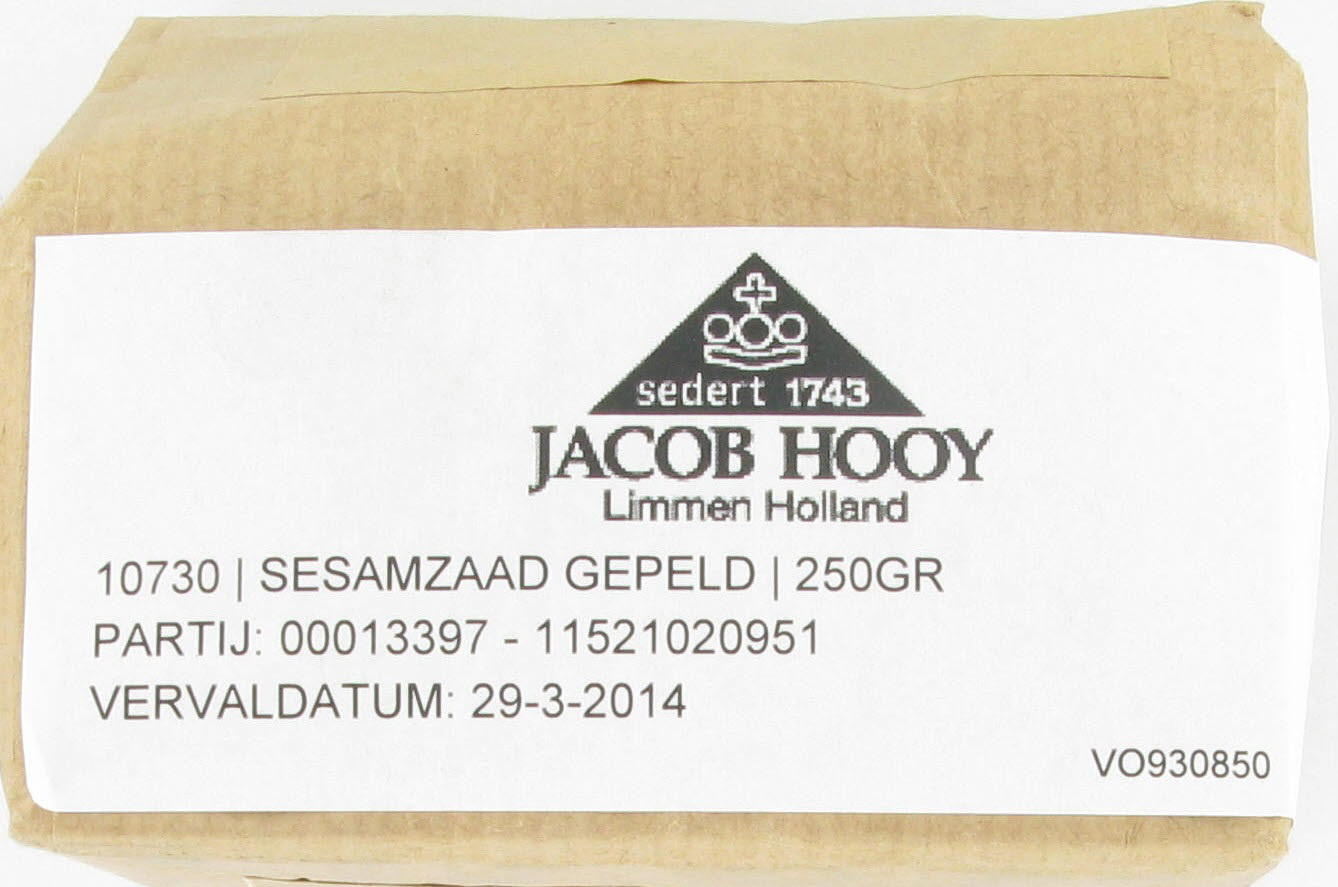 sedert 1743
JACOB HOOY
Limmen Holland
10730 | SESAMZAAD GEPELD | 250GR
PARTIJ: 00013397 - 11521020951
VERVALDATUM: 29-3-2014
VO930850